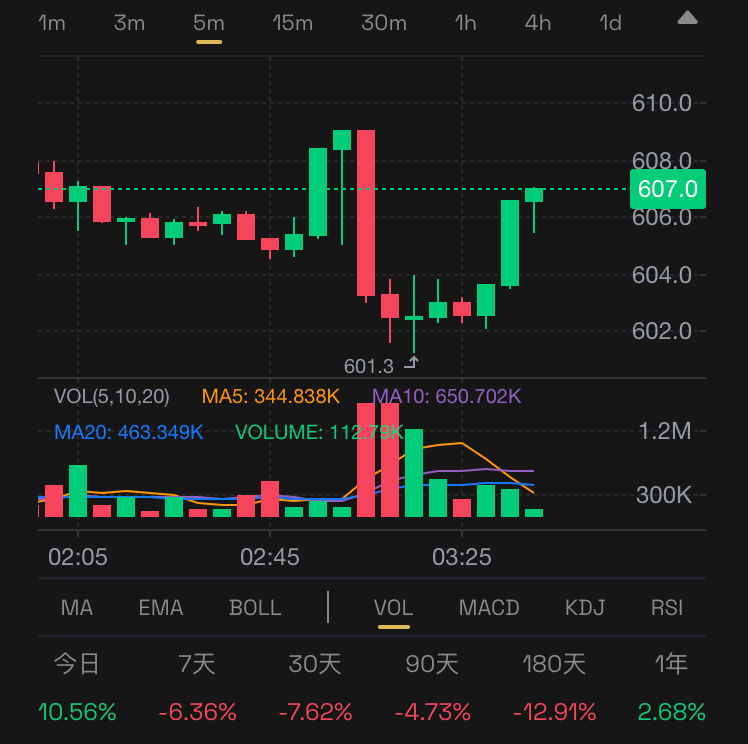 1m 3m 5m 15m 30m 1h 4h 1d
610.0
608.0
607.0
606.0
604.0
602.0
601.3
VOL(5,10,20) MA5: 344.838K MA10: 650.702K
MA20: 463.349K VOLUME: 112.79K
1.2M
300K
02:05 02:45 03:25
MA EMA BOLL VOL MACD KDJ RSI
今日 7天 30天 90天 180天 1年
10.56% -6.36% -7.62% -4.73% -12.91% 2.68%